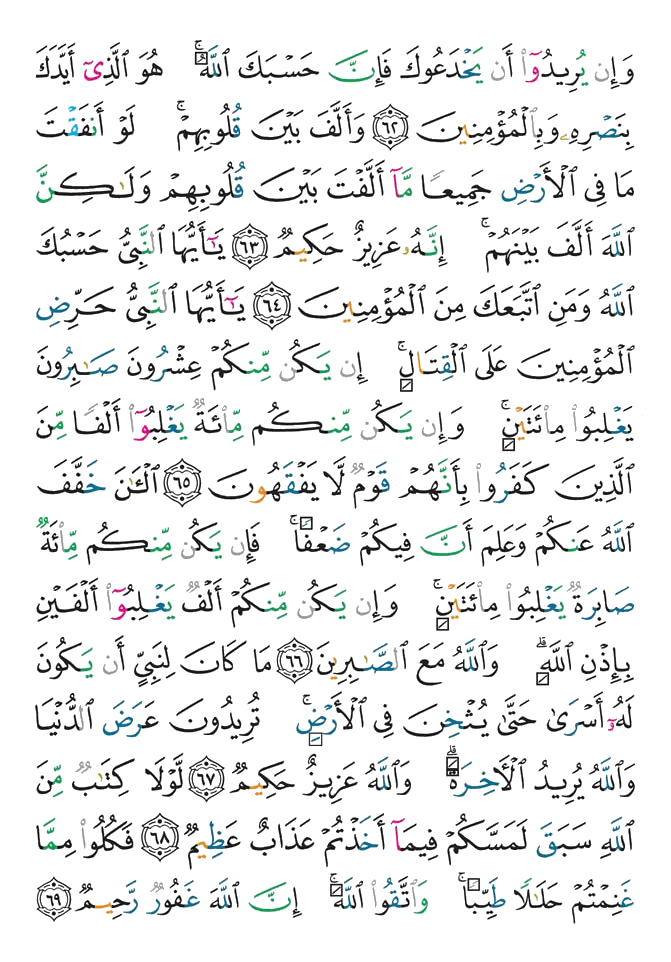 وَإِن يُرِيدُوٓا۟ أَن يَخْدَعُوكَ فَإِنَّ حَسْبَكَ ٱللَّهُ ۚ هُوَ ٱلَّذِىٓ أَيَّدَكَ
بِنَصْرِهِۦ وَبِٱلْمُؤْمِنِينَ ٦٢ وَأَلَّفَ بَيْنَ قُلُوبِهِمْ ۚ لَوْ أَنفَقْتَ
مَا فِى ٱلْأَرْضِ جَمِيعًا مَّآ أَلَّفْتَ بَيْنَ قُلُوبِهِمْ وَلَـٰكِنَّ
ٱللَّهَ أَلَّفَ بَيْنَهُمْ ۚ إِنَّهُۥ عَزِيزٌ حَكِيمٌ ٦٣ يَـٰٓأَيُّهَا ٱلنَّبِىُّ حَسْبُكَ
ٱللَّهُ وَمَنِ ٱتَّبَعَكَ مِنَ ٱلْمُؤْمِنِينَ ٦٤ يَـٰٓأَيُّهَا ٱلنَّبِىُّ حَرِّضِ
ٱلْمُؤْمِنِينَ عَلَى ٱلْقِتَالِ ۚ إِن يَكُن مِّنكُمْ عِشْرُونَ صَـٰبِرُونَ
يَغْلِبُوا۟ مِا۟ئَتَيْنِ ۚ وَإِن يَكُن مِّنكُم مِّا۟ئَةٌ يَغْلِبُوٓا۟ أَلْفًا مِّنَ
ٱلَّذِينَ كَفَرُوا۟ بِأَنَّهُمْ قَوْمٌ لَّا يَفْقَهُونَ ٦٥ ٱلْـَٔـٰنَ خَفَّفَ
ٱللَّهُ عَنكُمْ وَعَلِمَ أَنَّ فِيكُمْ ضَعْفًا ۚ فَإِن يَكُن مِّنكُم مِّا۟ئَةٌ
صَابِرَةٌ يَغْلِبُوا۟ مِا۟ئَتَيْنِ ۚ وَإِن يَكُن مِّنكُمْ أَلْفٌ يَغْلِبُوٓا۟ أَلْفَيْنِ
بِإِذْنِ ٱللَّهِ ۗ وَٱللَّهُ مَعَ ٱلصَّـٰبِرِينَ ٦٦ مَا كَانَ لِنَبِىٍّ أَن يَكُونَ
لَهُۥٓ أَسْرَىٰ حَتَّىٰ يُثْخِنَ فِى ٱلْأَرْضِ ۚ تُرِيدُونَ عَرَضَ ٱلدُّنْيَا
وَٱللَّهُ يُرِيدُ ٱلْـَٔاخِرَةَ ۗ وَٱللَّهُ عَزِيزٌ حَكِيمٌ ٦٧ لَّوْلَا كِتَـٰبٌ مِّنَ
ٱللَّهِ سَبَقَ لَمَسَّكُمْ فِيمَآ أَخَذْتُمْ عَذَابٌ عَظِيمٌ ٦٨ فَكُلُوا۟ مِمَّا
غَنِمْتُمْ حَلَـٰلًا طَيِّبًا ۚ وَٱتَّقُوا۟ ٱللَّهَ ۚ إِنَّ ٱللَّهَ غَفُورٌ رَّحِيمٌ ٦٩